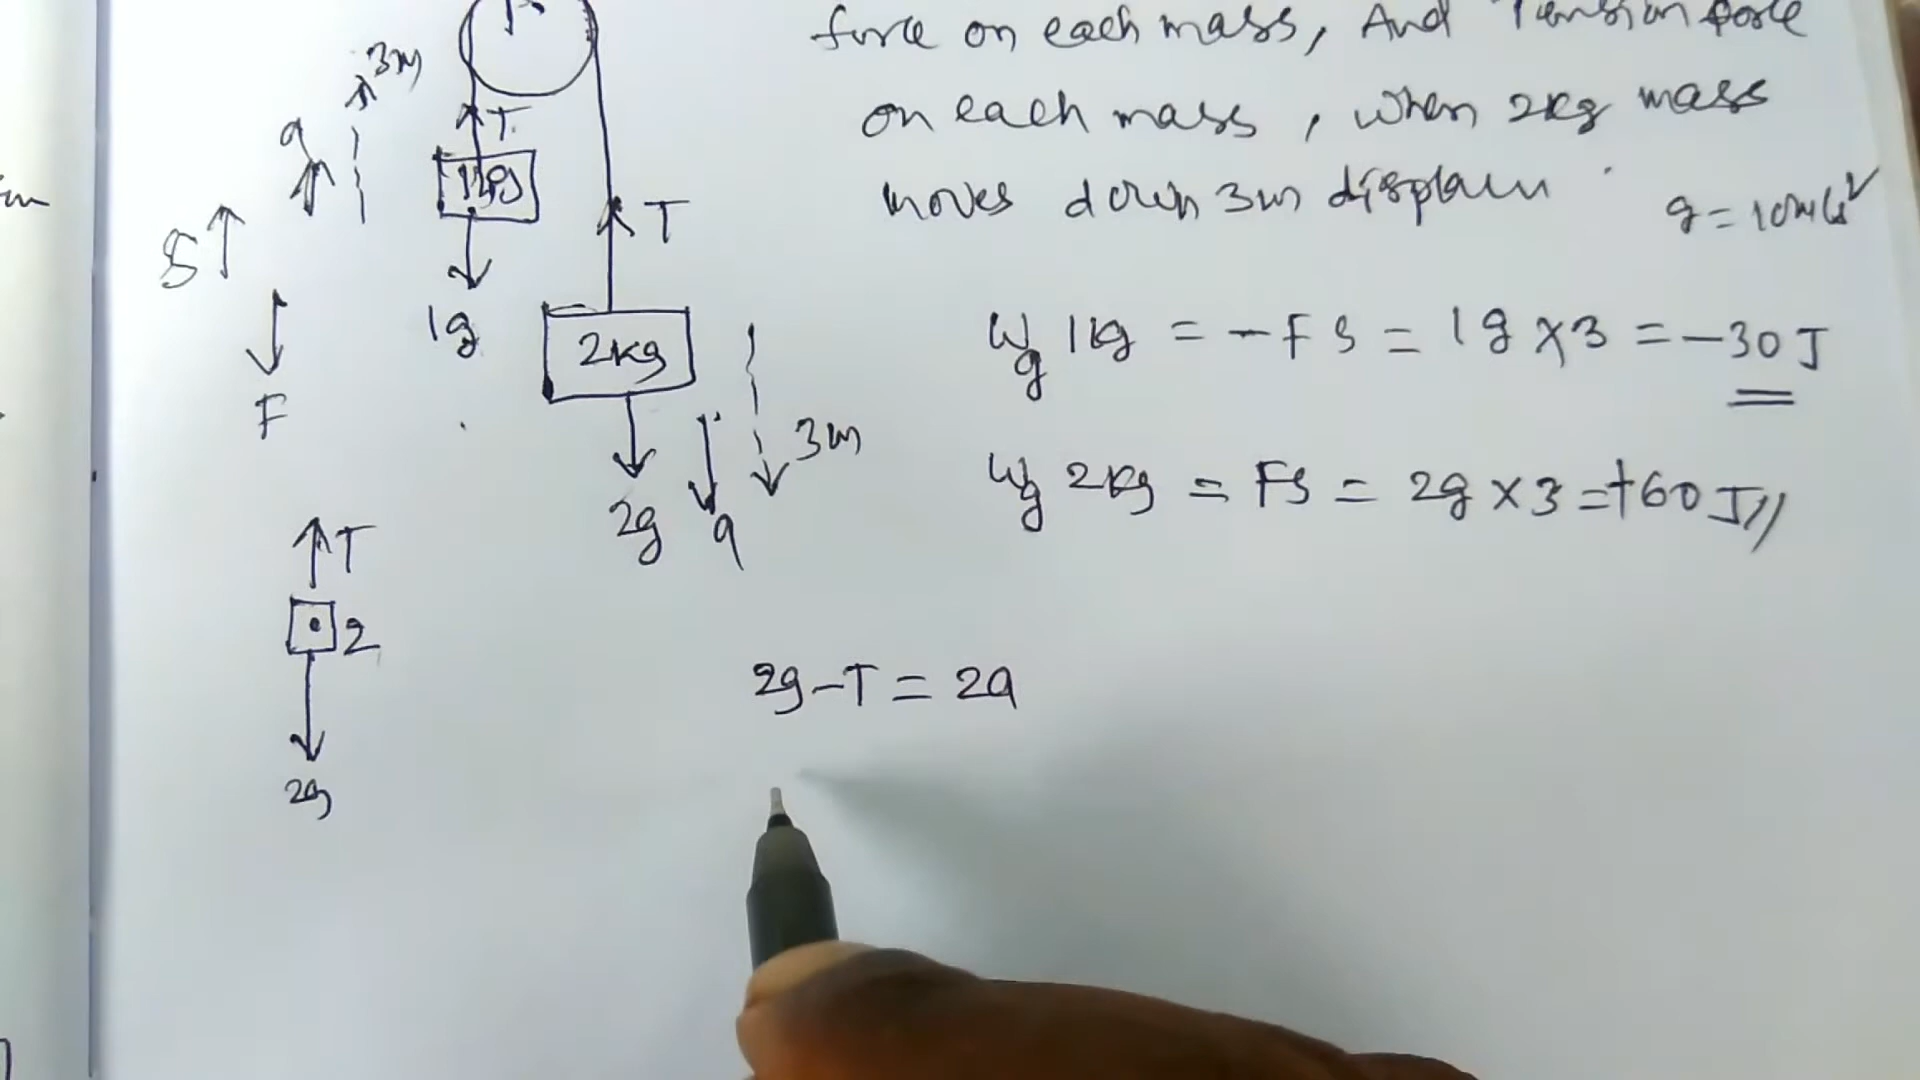 force on each mass, And Tension force
on each mass, when 2kg mass
moves down 3m
g = 10m/s²
Wg 1kg = -FS = 1g x 3 = -30 J
Wg 2kg = FS = 2g x 3 = +60 J //
2g - T = 2a
3m
a
T
1kg
S
T
1g
F
2kg
3m
2g
a
T
2
2g